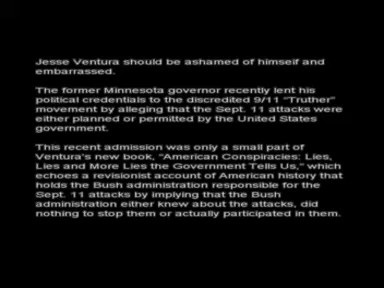 Jesse Ventura should be ashamed of himself and
embarrassed.
The former Minnesota governor recently lent his
political credentials to the discredited 9/11 "Truther"
movement by alleging that the Sept. 11 attacks were
either planned or permitted by the United States
government.
This recent admission was only a small part of
Ventura's new book, "American Conspiracies: Lies,
Lies and More Lies the Government Tells Us," which
echoes a revisionist account of American history that
holds the Bush administration responsible for the
Sept. 11 attacks by implying that the Bush
administration either knew about the attacks, did
nothing to stop them or actually participated in them.